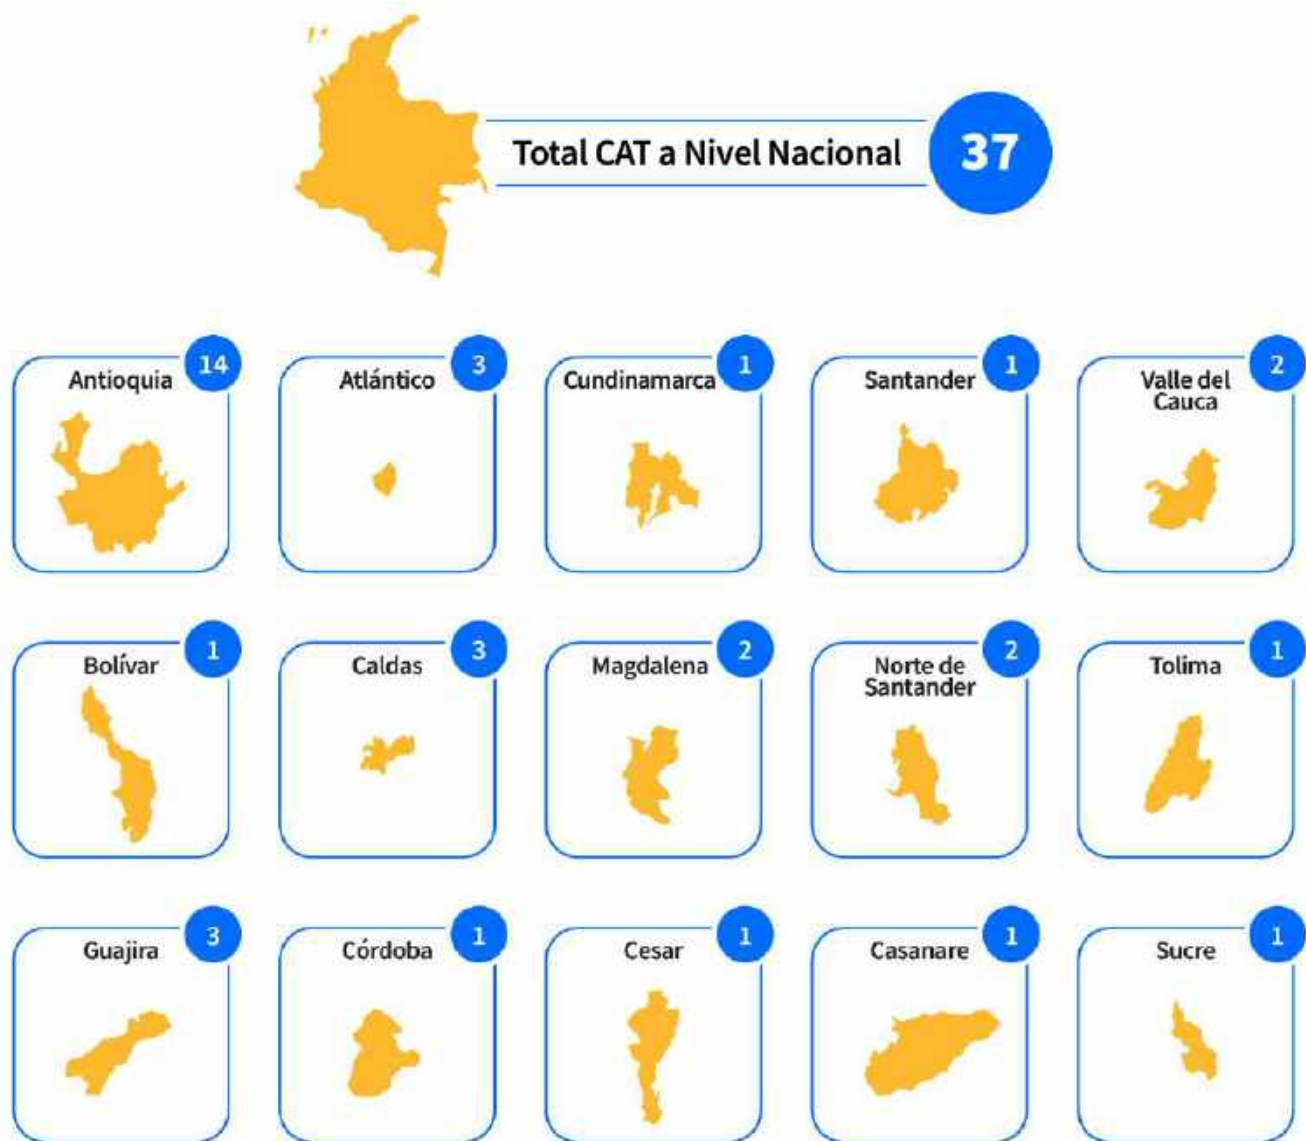 Total CAT a Nivel Nacional
37
Antioquia
14
Atlántico
3
Cundinamarca
1
Santander
1
Valle del
Cauca
2
Bolívar
1
Caldas
3
Magdalena
2
Norte de
Santander
2
Tolima
1
Guajira
3
Córdoba
1
Cesar
1
Casanare
1
Sucre
1